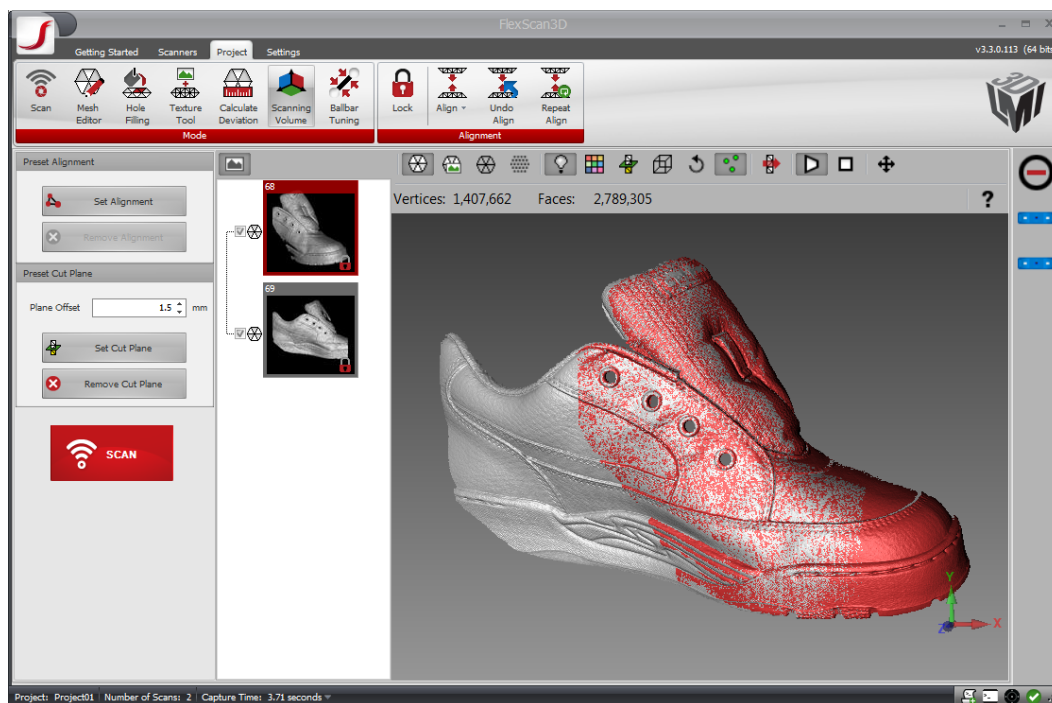 FlexScan3D
Getting Started Scanners Project Settings
v3.3.0.113 (64 bits
Scan
Mesh Editor
Hole Filling
Texture Tool
Calculate Deviation
Scanning Volume
Ballbar Tuning
Mode
Lock
Align
Undo Align
Repeat Align
Alignment
3D
LMI
Preset Alignment
Set Alignment
Remove Alignment
Preset Cut Plane
Plane Offset 1.5 mm
Set Cut Plane
Remove Cut Plane
SCAN
68
69
Vertices: 1,407,662 Faces: 2,789,305
?
Y
Z X
Project: Project01 Number of Scans: 2 Capture Time: 3.71 seconds